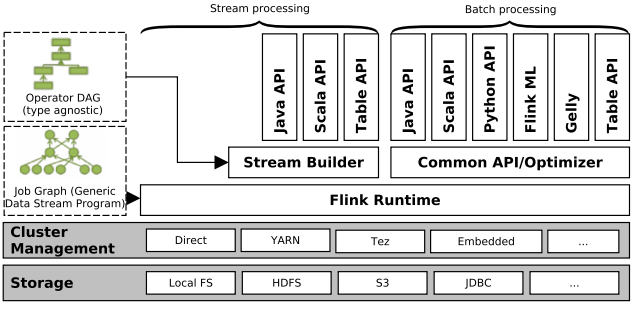 Stream processing
Batch processing
Operator DAG
(type agnostic)
Java API
Scala API
Table API
Java API
Scala API
Python API
Flink ML
Gelly
Table API
Stream Builder
Common API/Optimizer
Job Graph (Generic
Data Stream Program)
Flink Runtime
Cluster
Management
Direct
YARN
Tez
Embedded
...
Storage
Local FS
HDFS
S3
JDBC
...